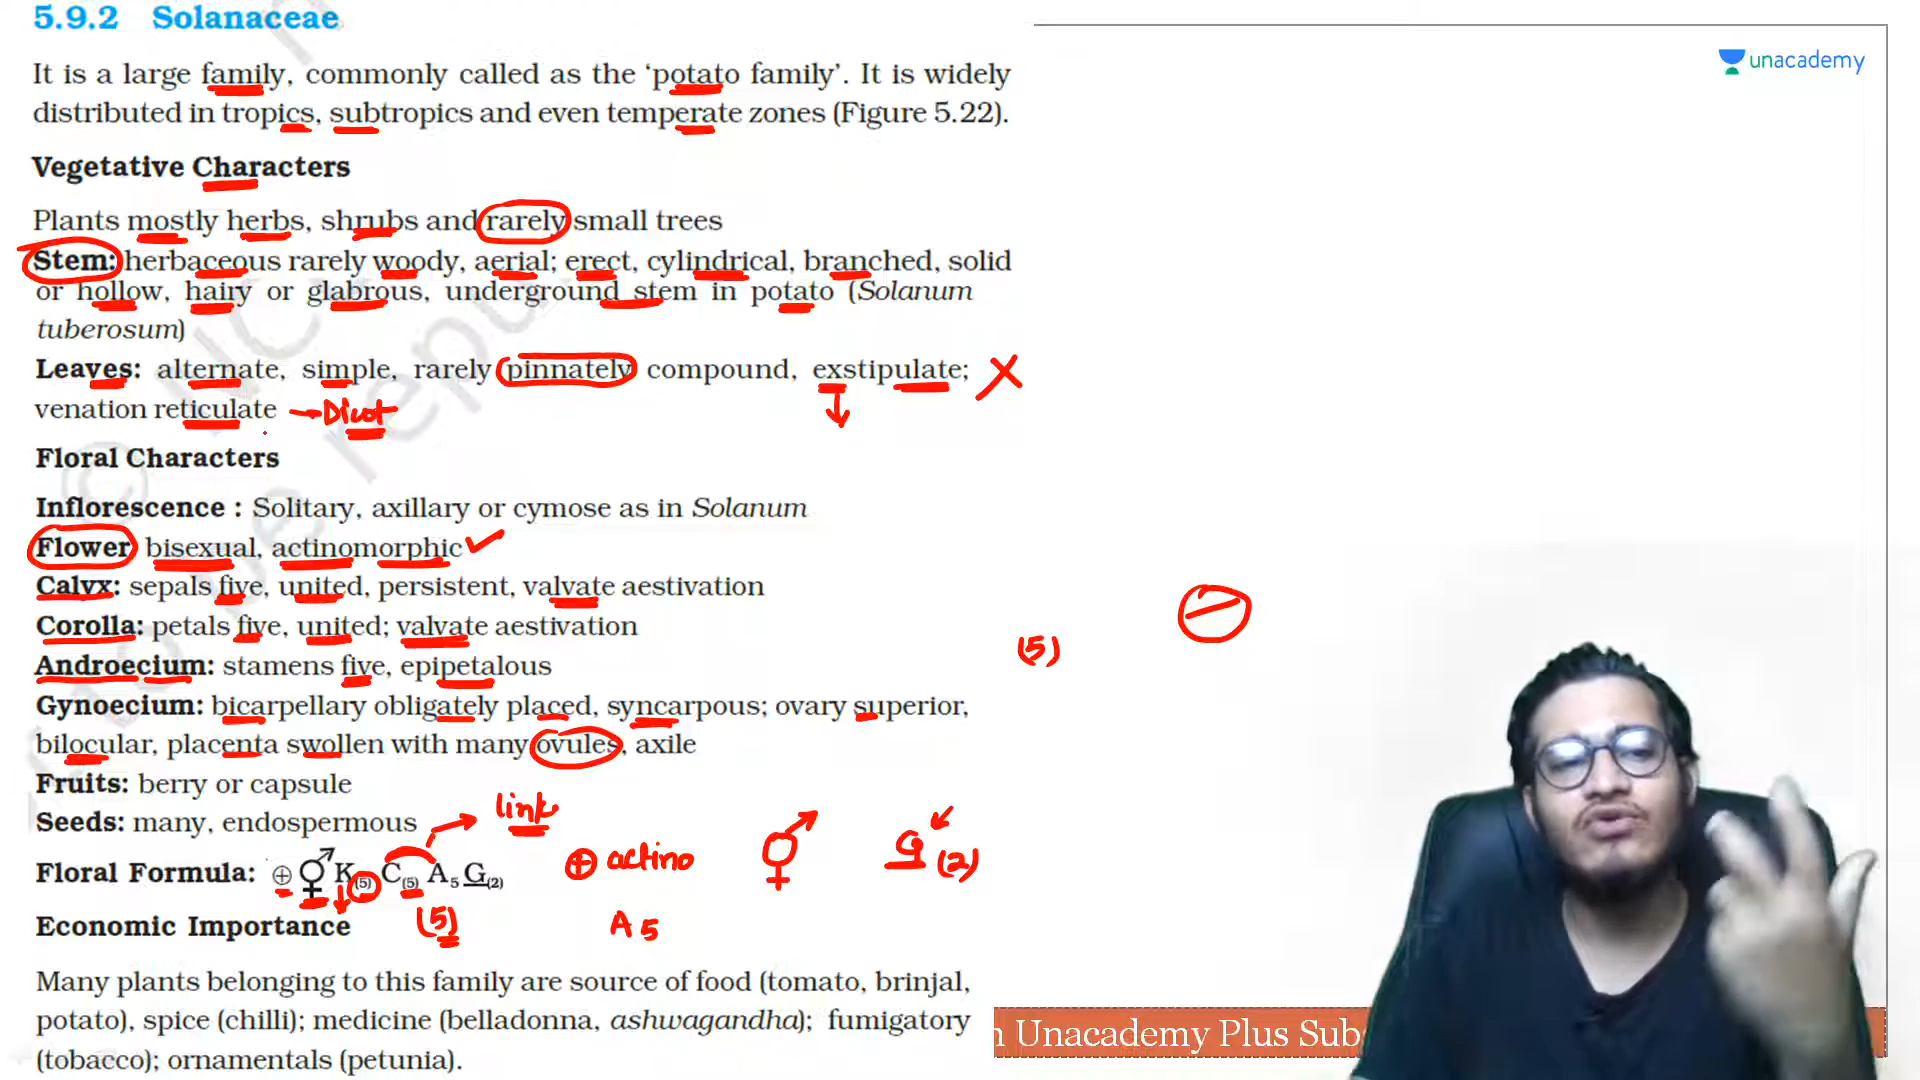 5.9.2 Solanaceae
unacademy
It is a large family, commonly called as the ‘potato family’. It is widely
distributed in tropics, subtropics and even temperate zones (Figure 5.22).
Vegetative Characters
Plants mostly herbs, shrubs and rarely small trees
Stem: herbaceous rarely woody, aerial; erect, cylindrical, branched, solid
or hollow, hairy or glabrous, underground stem in potato (Solanum
tuberosum)
Leaves: alternate, simple, rarely pinnately compound, exstipulate;
venation reticulate
Dicot
Floral Characters
Inflorescence : Solitary, axillary or cymose as in Solanum
Flower bisexual, actinomorphic
Calyx: sepals five, united, persistent, valvate aestivation
Corolla: petals five, united; valvate aestivation
(5)
Androecium: stamens five, epipetalous
Gynoecium: bicarpellary obligately placed, syncarpous; ovary superior,
bilocular, placenta swollen with many ovules, axile
Fruits: berry or capsule
link
Seeds: many, endospermous
Floral Formula: ⊕ ⚥ K(5) C(5) A5 G(2)
⊕ actino
⚥
G(2)
(5)
A5
Economic Importance
Many plants belonging to this family are source of food (tomato, brinjal,
potato), spice (chilli); medicine (belladonna, ashwagandha); fumigatory
(tobacco); ornamentals (petunia).
n Unacademy Plus Subs